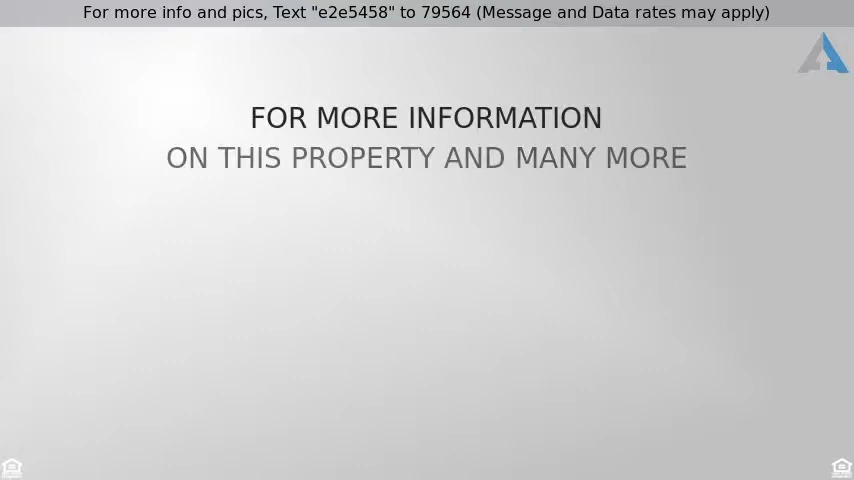 For more info and pics, Text "e2e5458" to 79564 (Message and Data rates may apply)
FOR MORE INFORMATION
ON THIS PROPERTY AND MANY MORE